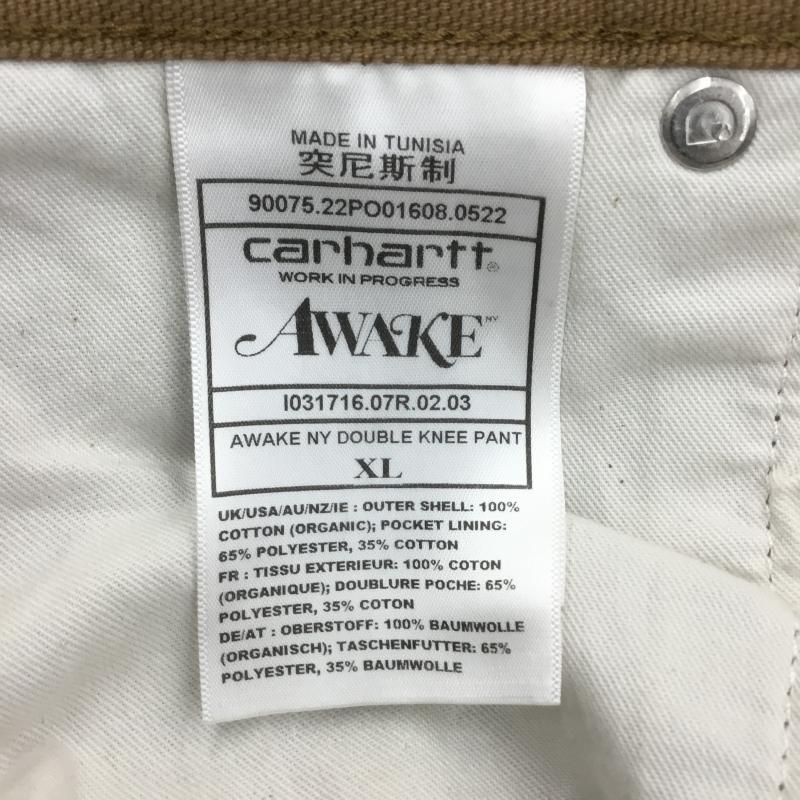 MADE IN TUNISIA
突尼斯制
90075.22PO01608.0522
carhartt®
WORK IN PROGRESS
AWAKE NY
I031716.07R.02.03
AWAKE NY DOUBLE KNEE PANT
XL
UK/USA/AU/NZ/IE : OUTER SHELL: 100%
COTTON (ORGANIC); POCKET LINING:
65% POLYESTER, 35% COTTON
FR : TISSU EXTERIEUR: 100% COTON
(ORGANIQUE); DOUBLURE POCHE: 65%
POLYESTER, 35% COTON
DE/AT : OBERSTOFF: 100% BAUMWOLLE
(ORGANISCH); TASCHENFUTTER: 65%
POLYESTER, 35% BAUMWOLLE